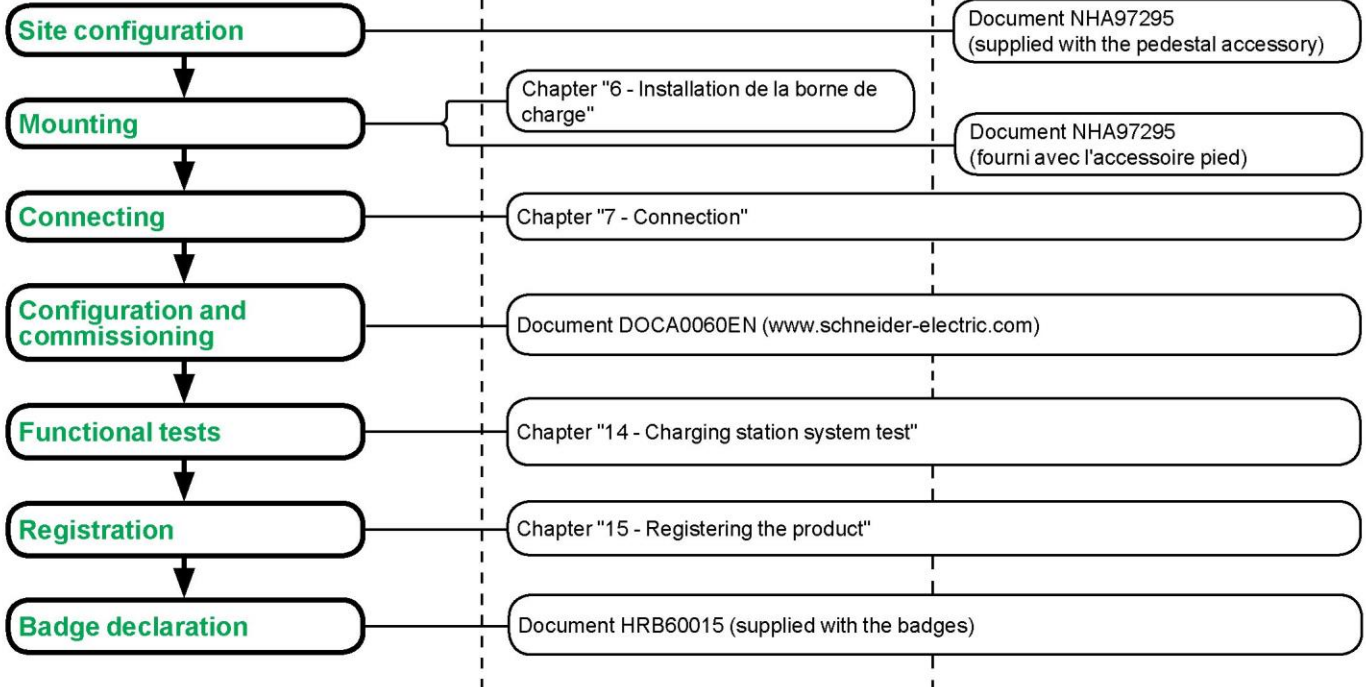 Site configuration
Document NHA97295
(supplied with the pedestal accessory)
Mounting
Chapter "6 - Installation de la borne de
charge"
Document NHA97295
(fourni avec l'accessoire pied)
Connecting
Chapter "7 - Connection"
Configuration and
commissioning
Document DOCA0060EN (www.schneider-electric.com)
Functional tests
Chapter "14 - Charging station system test"
Registration
Chapter "15 - Registering the product"
Badge declaration
Document HRB60015 (supplied with the badges)